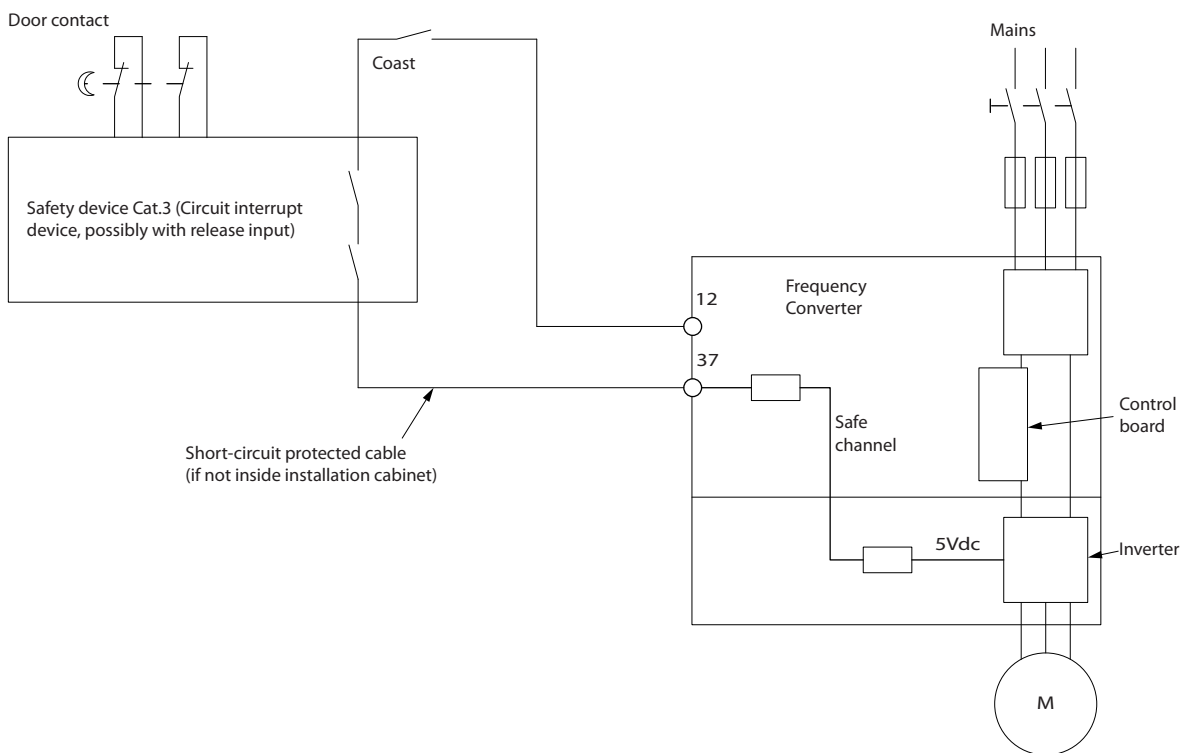 Door contact
Coast
Mains
Safety device Cat.3 (Circuit interrupt
device, possibly with release input)
12
Frequency
Converter
37
Safe
channel
Control
board
Short-circuit protected cable
(if not inside installation cabinet)
5Vdc
Inverter
M